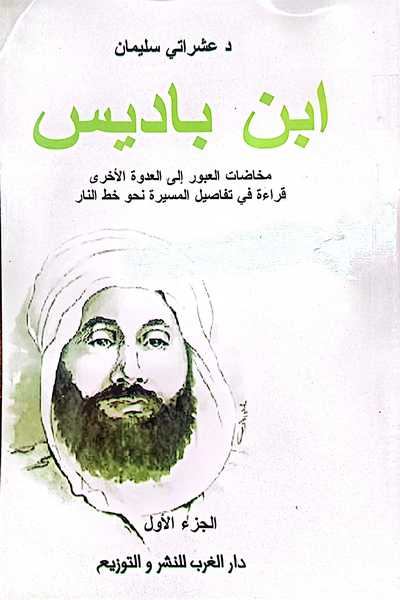 د عشراتي سليمان
ابن باديس
مخاضات العبور إلى العدوة الأخرى
قراءة في تفاصيل المسيرة نحو خط النار
الجزء الأول
دار الغرب للنشر و التوزيع